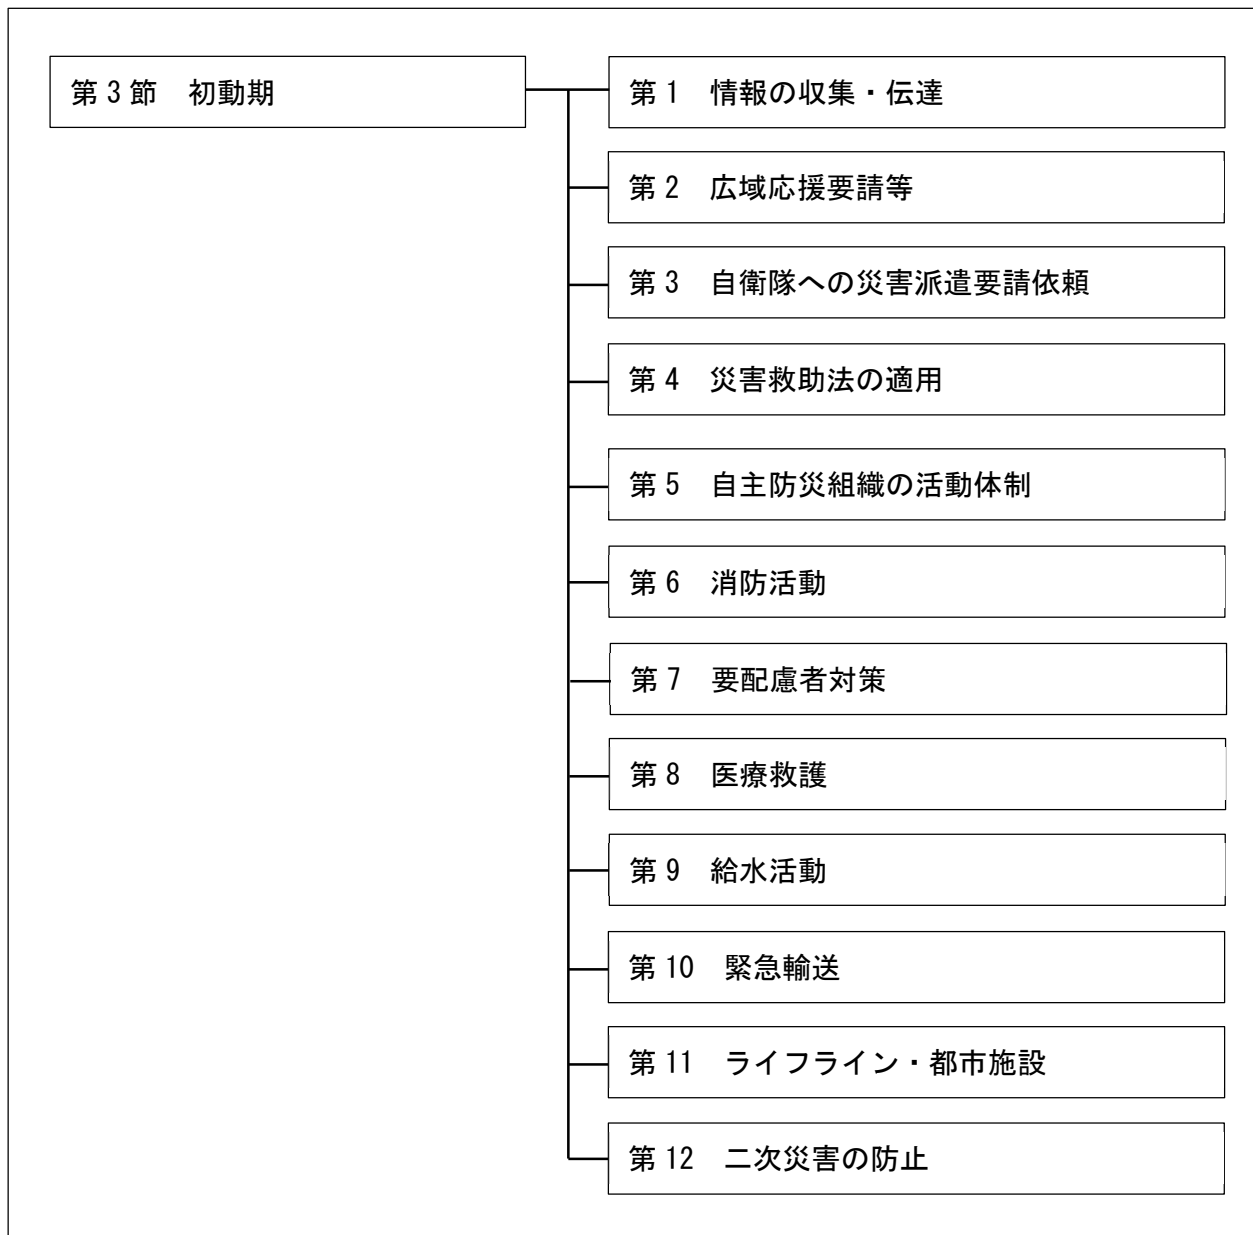 第3節　初動期
第1　情報の収集・伝達
第2　広域応援要請等
第3　自衛隊への災害派遣要請依頼
第4　災害救助法の適用
第5　自主防災組織の活動体制
第6　消防活動
第7　要配慮者対策
第8　医療救護
第9　給水活動
第10　緊急輸送
第11　ライフライン・都市施設
第12　二次災害の防止